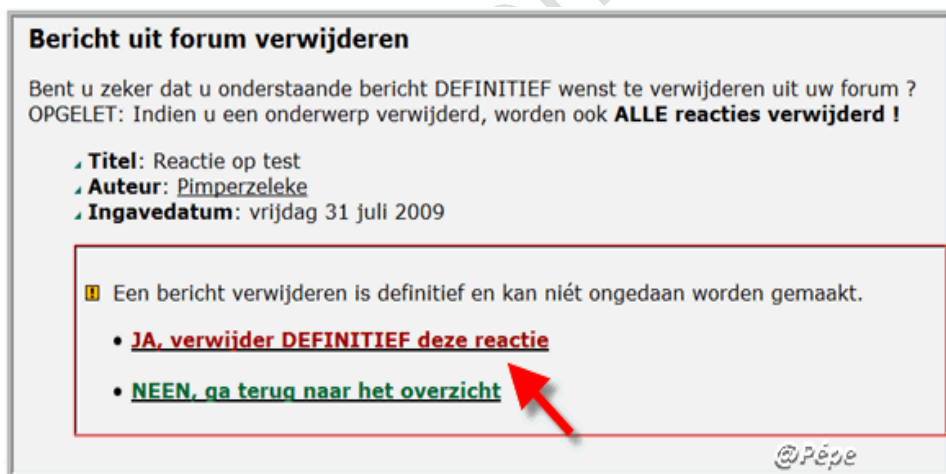 Bericht uit forum verwijderen
Bent u zeker dat u onderstaande bericht DEFINITIEF wenst te verwijderen uit uw forum ?
OPGELET: Indien u een onderwerp verwijderd, worden ook ALLE reacties verwijderd !
Titel: Reactie op test
Auteur: Pimperzeleke
Ingavedatum: vrijdag 31 juli 2009
Een bericht verwijderen is definitief en kan niét ongedaan worden gemaakt.
• JA, verwijder DEFINITIEF deze reactie
• NEEN, ga terug naar het overzicht
@Pépe